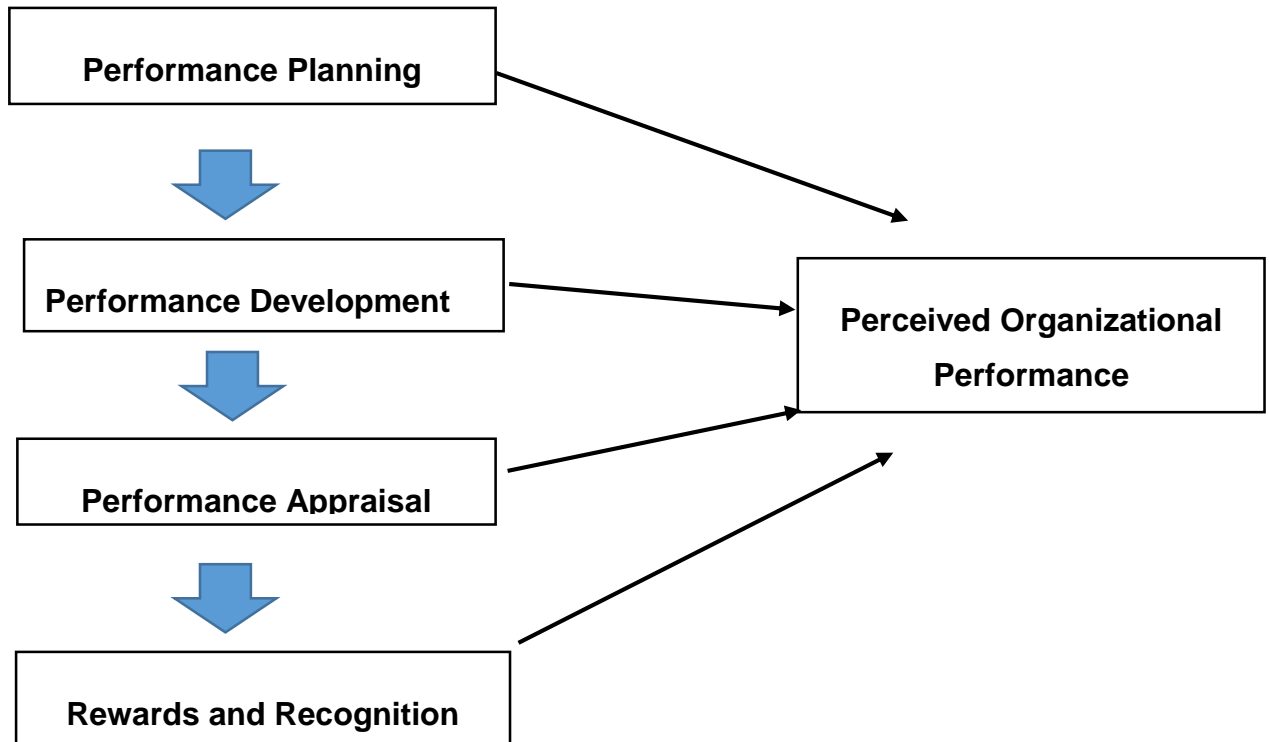 Performance Planning
Performance Development
Perceived Organizational
Performance
Performance Appraisal
Rewards and Recognition